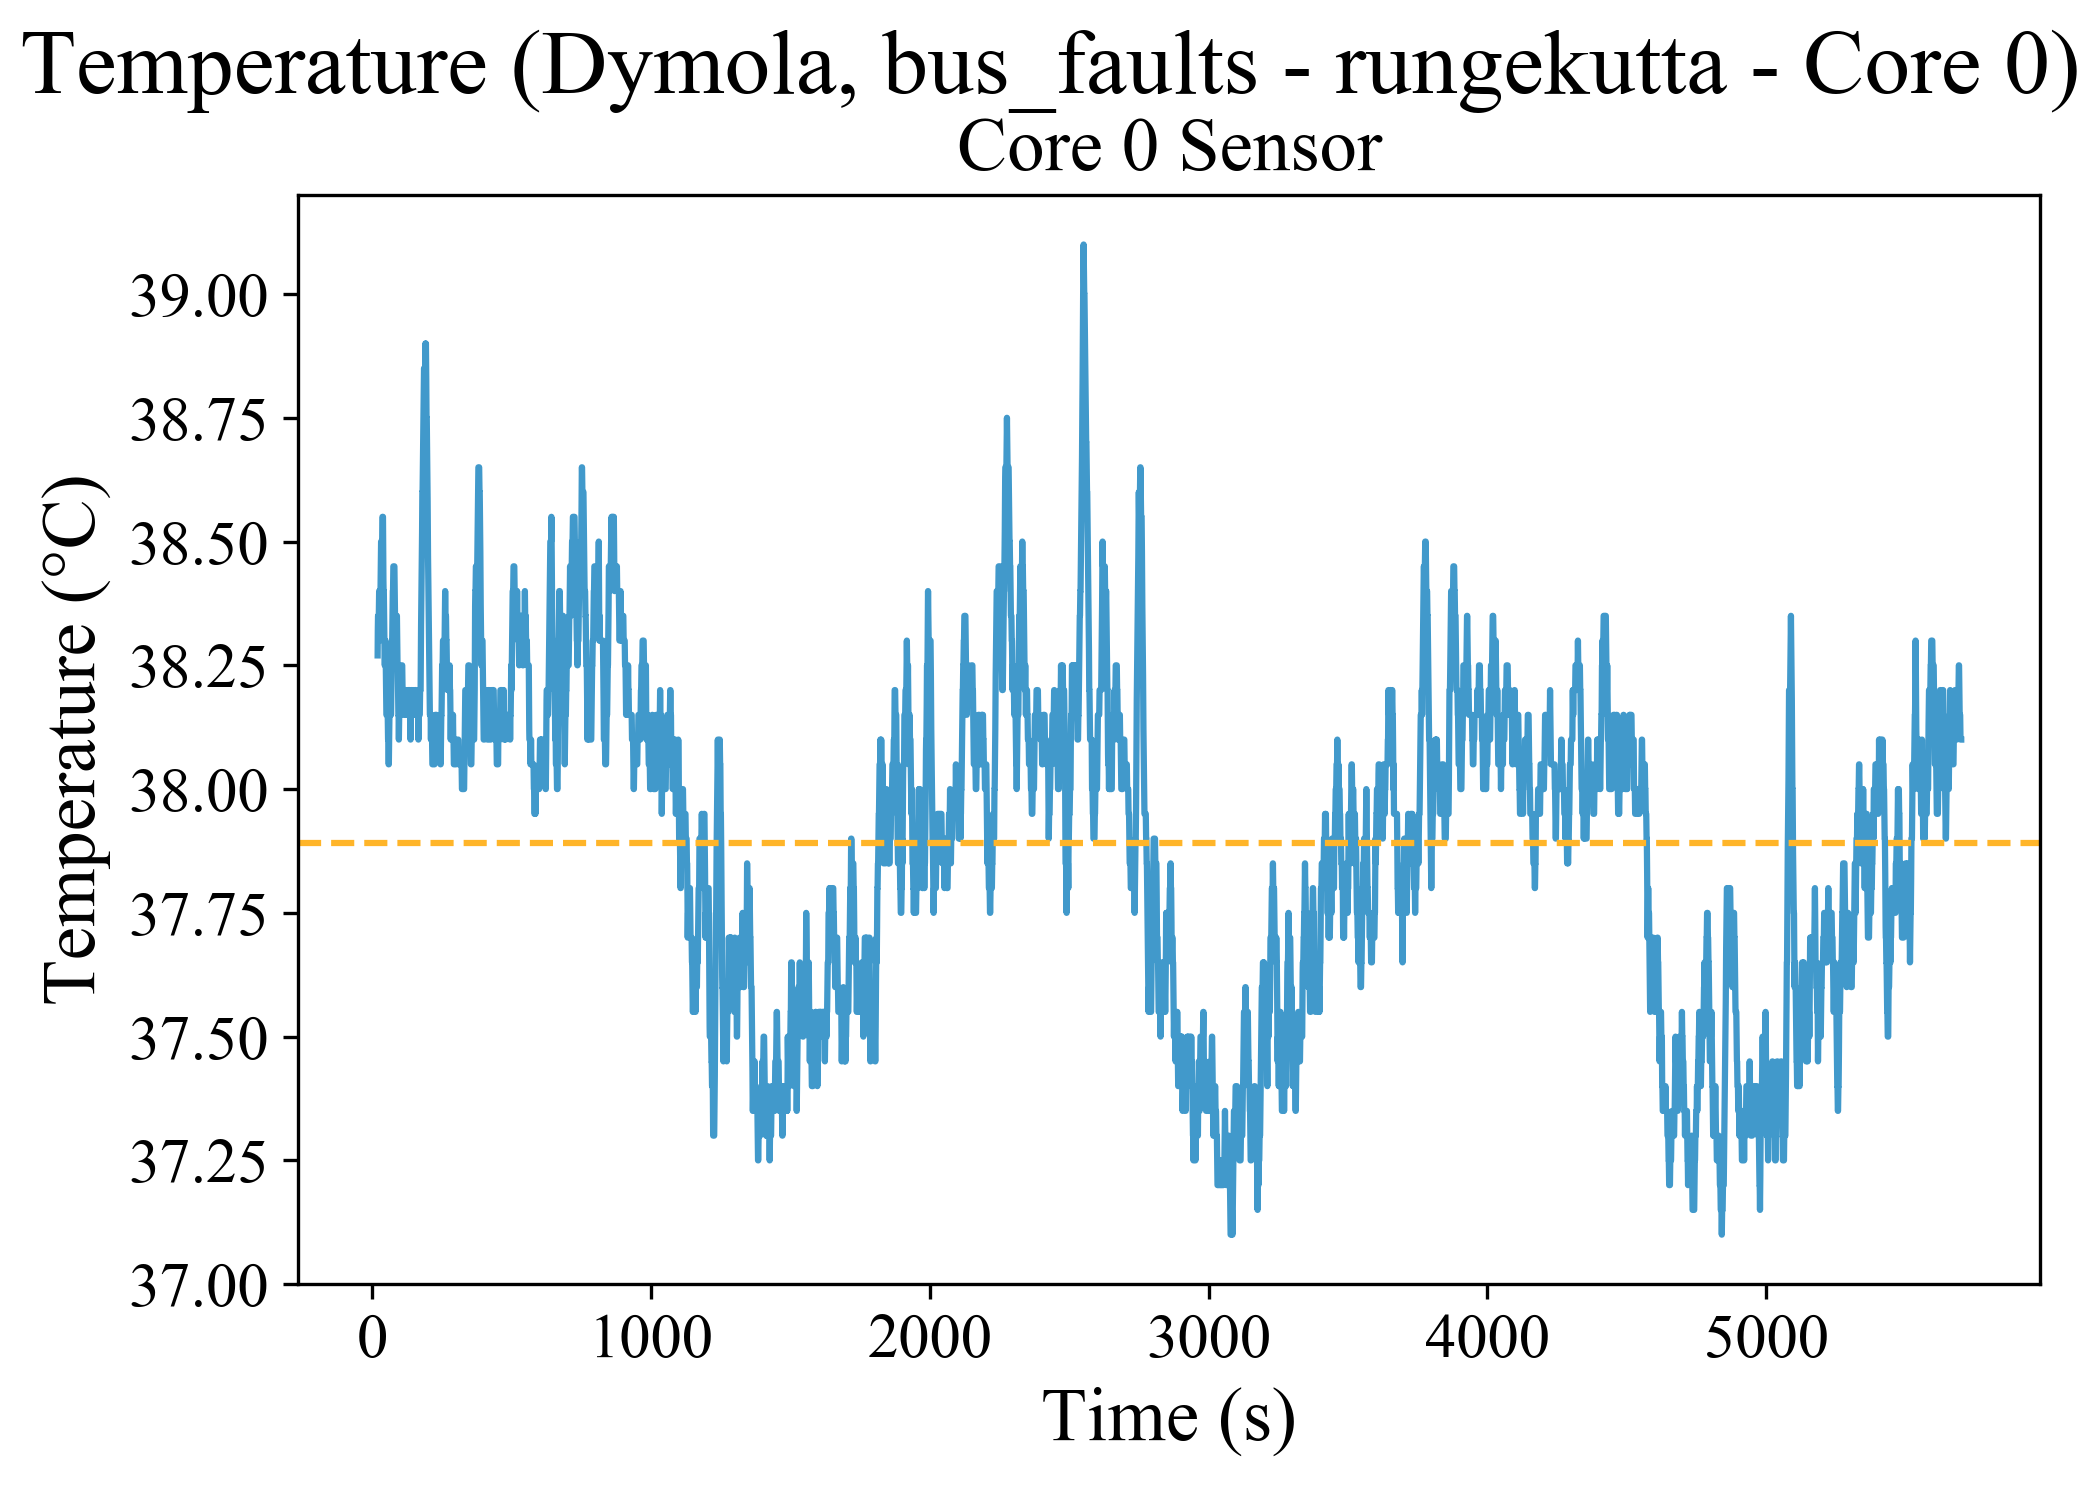 Temperature (Dymola, bus_faults - rungekutta - Core 0)
Core 0 Sensor
39.00
38.75
38.50
38.25
38.00
37.75
37.50
37.25
37.00
Temperature (°C)
0 1000 2000 3000 4000 5000
Time (s)